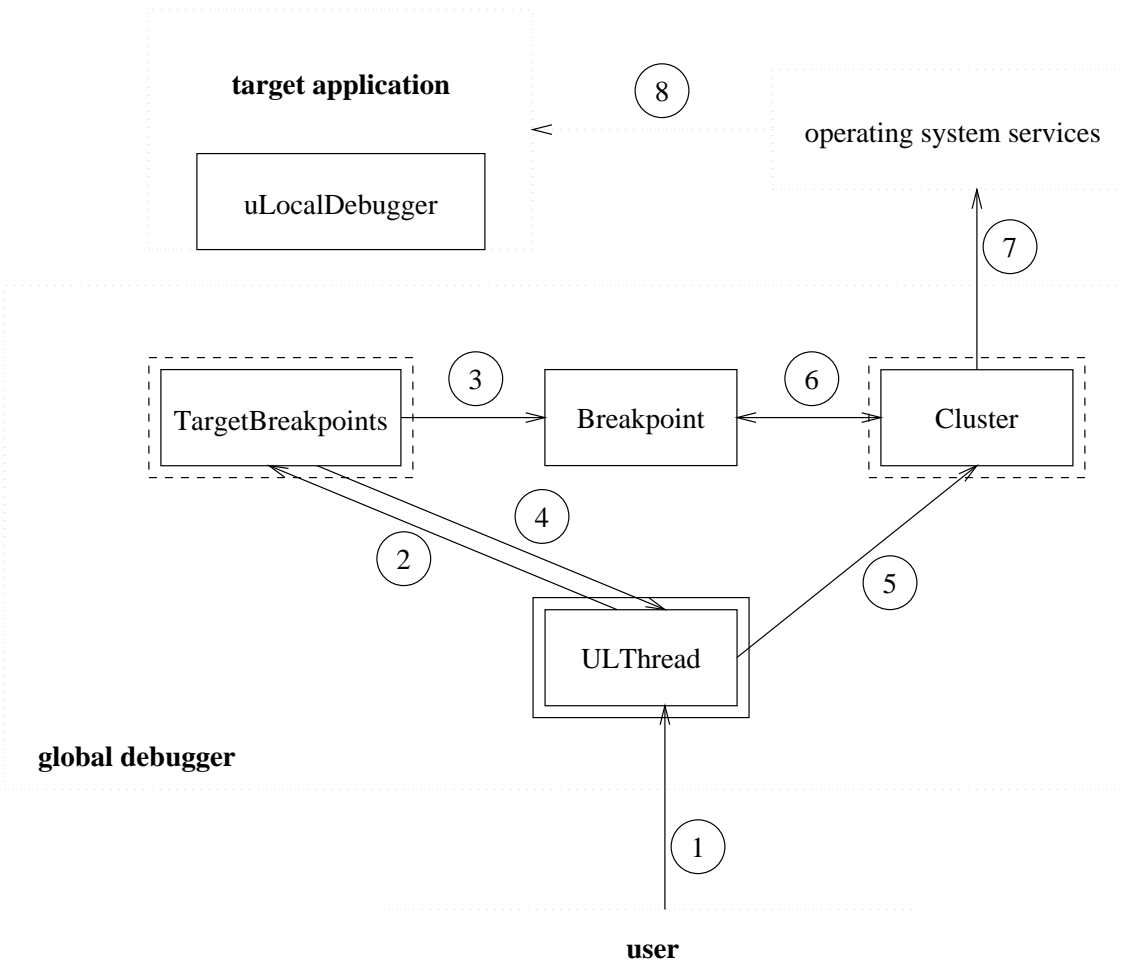 target application
8
operating system services
uLocalDebugger
7
3
6
TargetBreakpoints
Breakpoint
Cluster
4
2
5
ULThread
global debugger
1
user